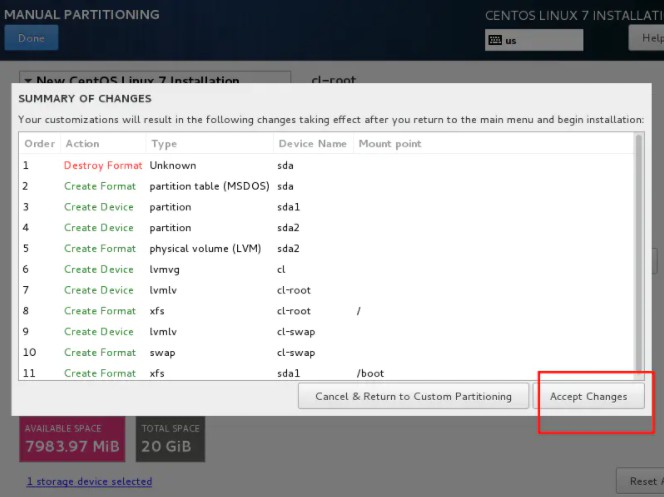 MANUAL PARTITIONING
CENTOS LINUX 7 INSTALLATI
Done
us
Help
New CentOS Linux 7 Installation
cl-root
SUMMARY OF CHANGES
Your customizations will result in the following changes taking effect after you return to the main menu and begin installation:
Order Action Type Device Name Mount point
1 Destroy Format Unknown sda
2 Create Format partition table (MSDOS) sda
3 Create Device partition sda1
4 Create Device partition sda2
5 Create Format physical volume (LVM) sda2
6 Create Device lvmvg cl
7 Create Device lvmlv cl-root
8 Create Format xfs cl-root /
9 Create Device lvmlv cl-swap
10 Create Format swap cl-swap
11 Create Format xfs sda1 /boot
Cancel & Return to Custom Partitioning Accept Changes
AVAILABLE SPACE TOTAL SPACE
7983.97 MiB 20 GiB
1 storage device selected
Reset A